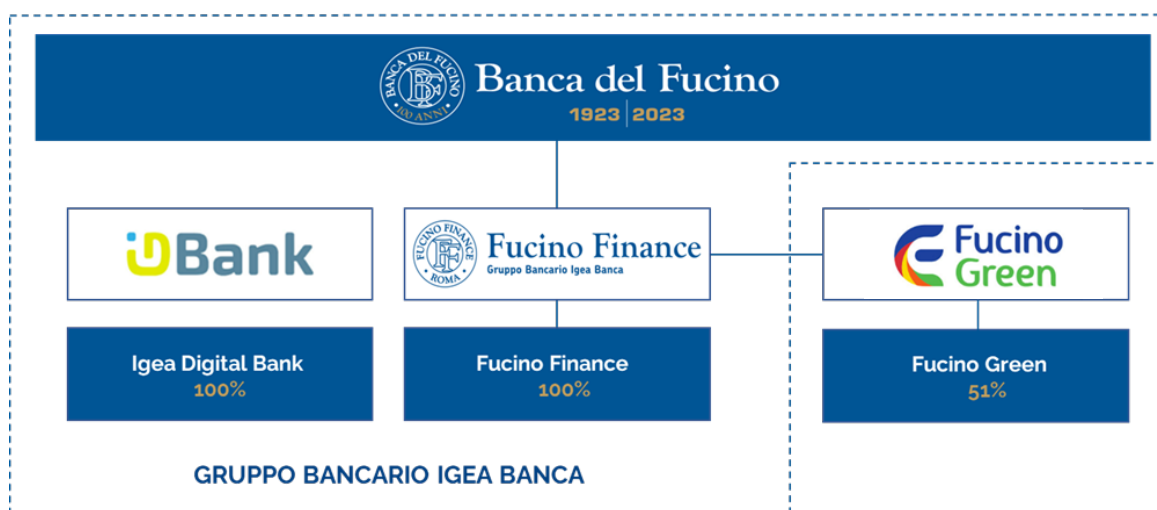 BANCA DEL FUCINO
BF
100 ANNI
Banca del Fucino
1923 | 2023
iDBank
FUCINO FINANCE
FF
ROMA
Fucino Finance
Gruppo Bancario Igea Banca
Fucino
Green
Igea Digital Bank
100%
Fucino Finance
100%
Fucino Green
51%
GRUPPO BANCARIO IGEA BANCA